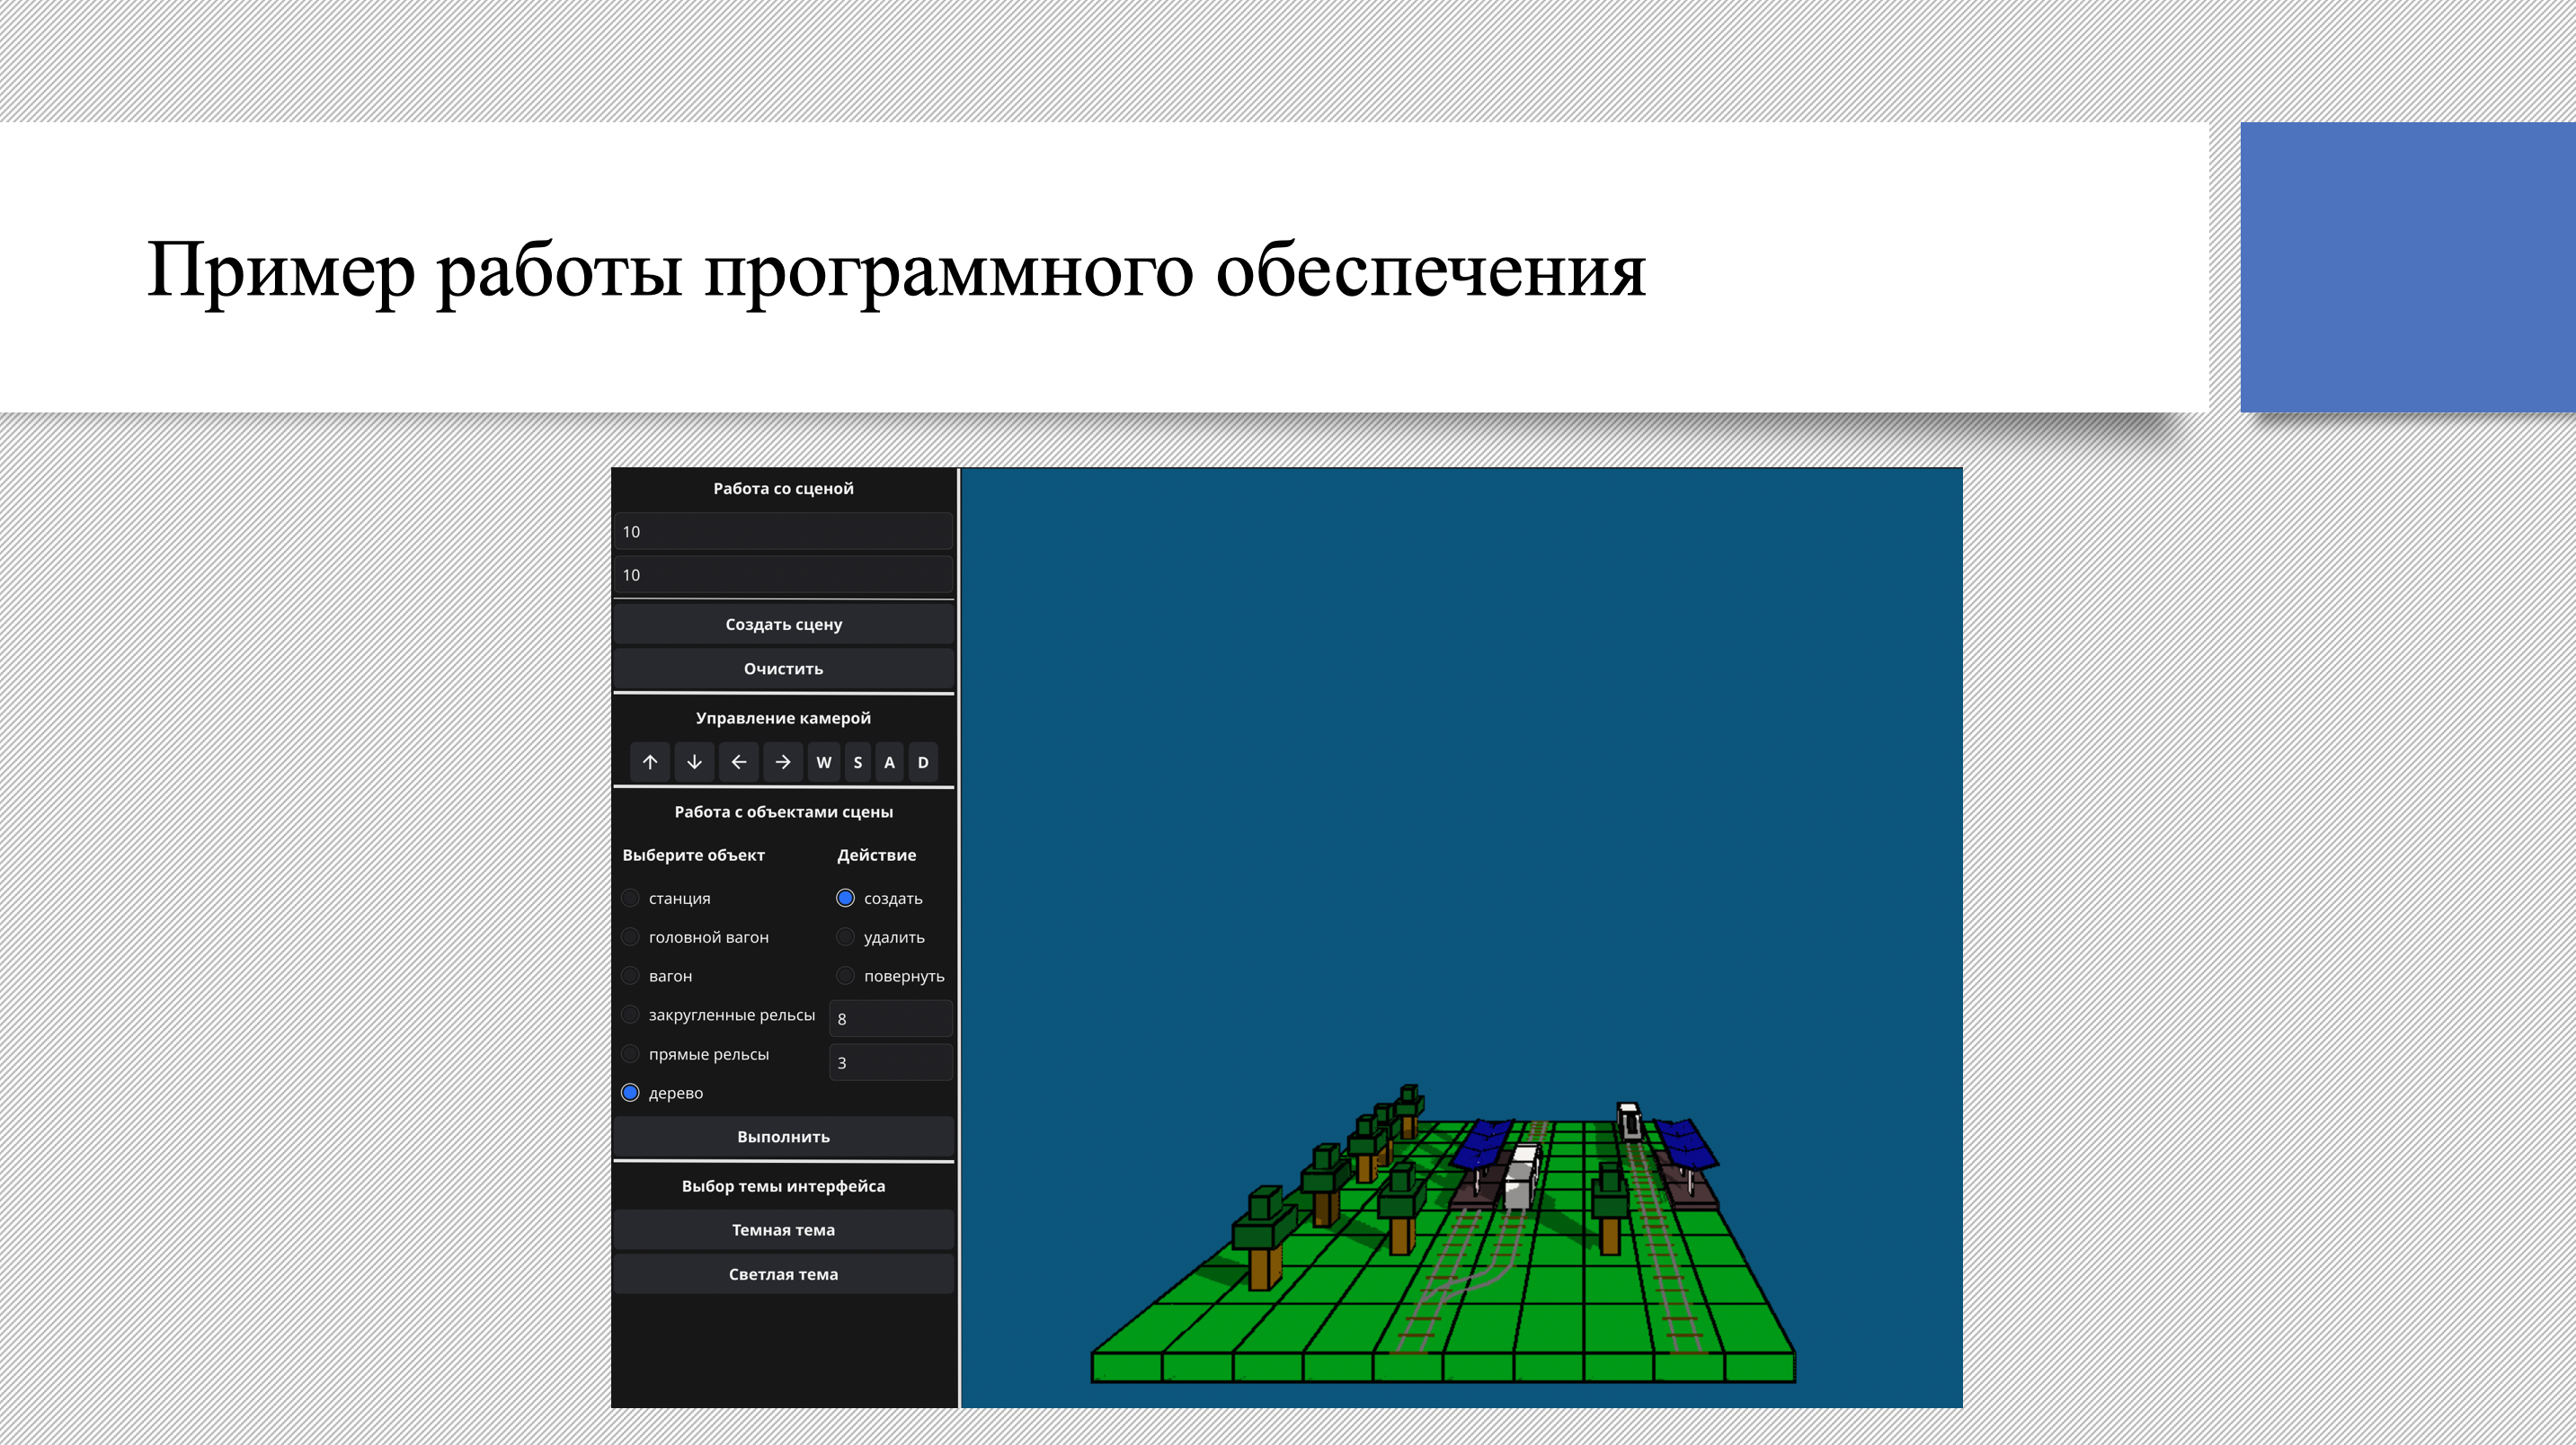 Пример работы программного обеспечения
Работа со сценой
10
10
Создать сцену
Очистить
Управление камерой
↑ ↓ ← → W S A D
Работа с объектами сцены
Выберите объект Действие
станция создать
головной вагон удалить
вагон повернуть
закругленные рельсы 8
прямые рельсы 3
дерево
Выполнить
Выбор темы интерфейса
Темная тема
Светлая тема